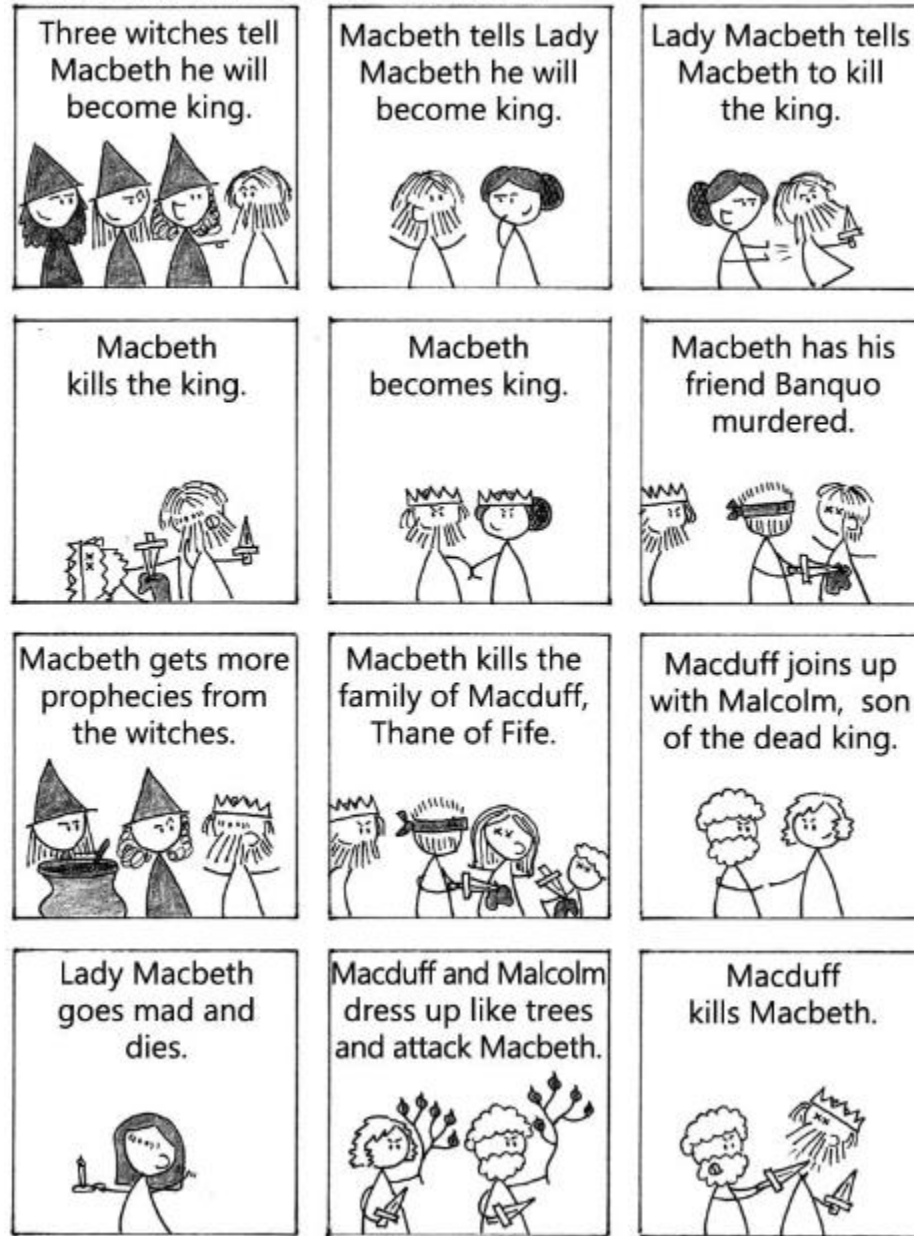 Three witches tell
Macbeth he will
become king.
Macbeth tells Lady
Macbeth he will
become king.
Lady Macbeth tells
Macbeth to kill
the king.
Macbeth
kills the king.
Macbeth
becomes king.
Macbeth has his
friend Banquo
murdered.
Macbeth gets more
prophecies from
the witches.
Macbeth kills the
family of Macduff,
Thane of Fife.
Macduff joins up
with Malcolm, son
of the dead king.
Lady Macbeth
goes mad and
dies.
Macduff and Malcolm
dress up like trees
and attack Macbeth.
Macduff
kills Macbeth.